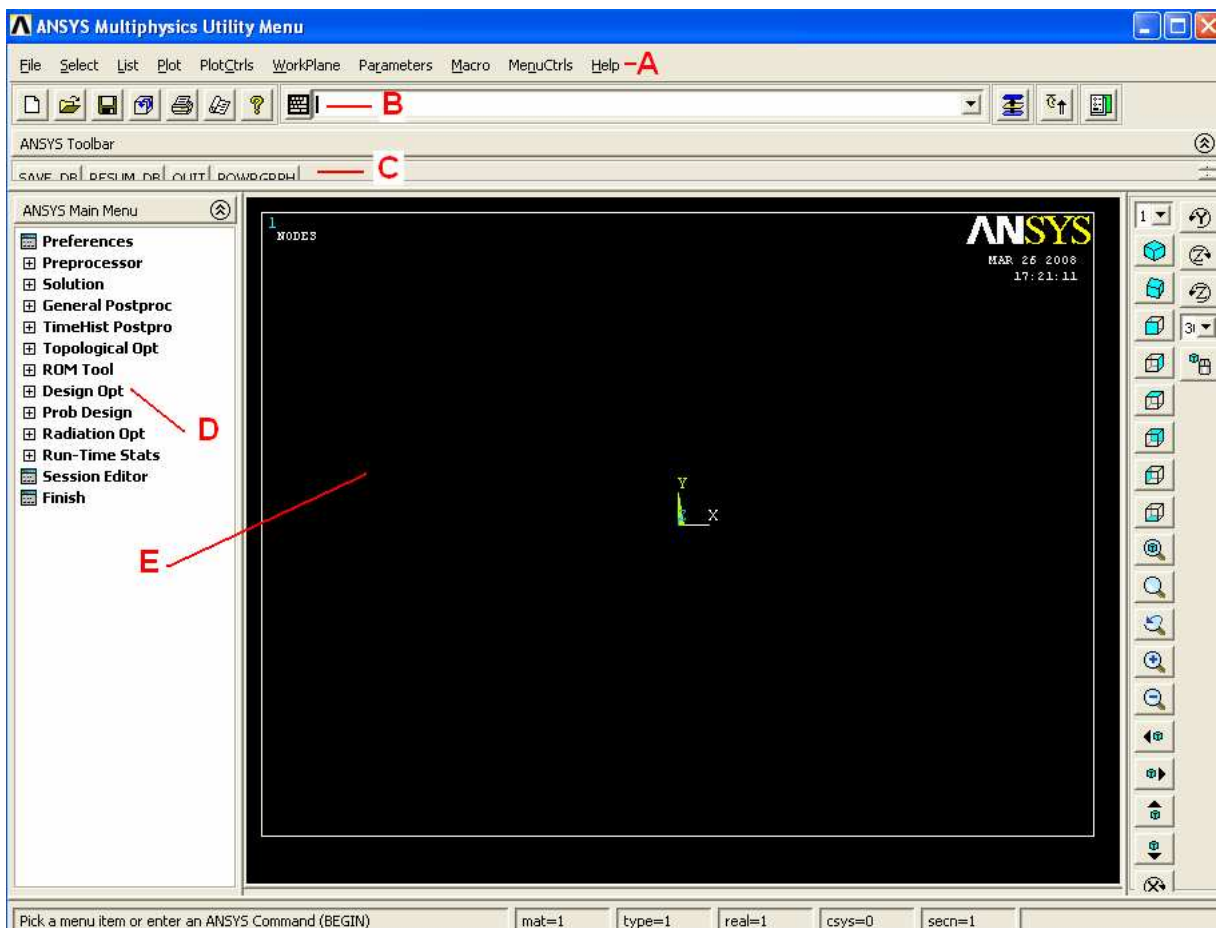 ANSYS Multiphysics Utility Menu
File Select List Plot PlotCtrls WorkPlane Parameters Macro MenuCtrls Help A
B
ANSYS Toolbar
SAVE_DB RESUM_DB QUIT POWRGRPH C
ANSYS Main Menu
Preferences
Preprocessor
Solution
General Postproc
TimeHist Postpro
Topological Opt
ROM Tool
Design Opt
Prob Design
Radiation Opt
Run-Time Stats
Session Editor
Finish
D
E
1
NODES
ANSYS
MAR 26 2008
17:21:11
Y
X
1
Y
Z
Z
X
Pick a menu item or enter an ANSYS Command (BEGIN) mat=1 type=1 real=1 csys=0 secn=1